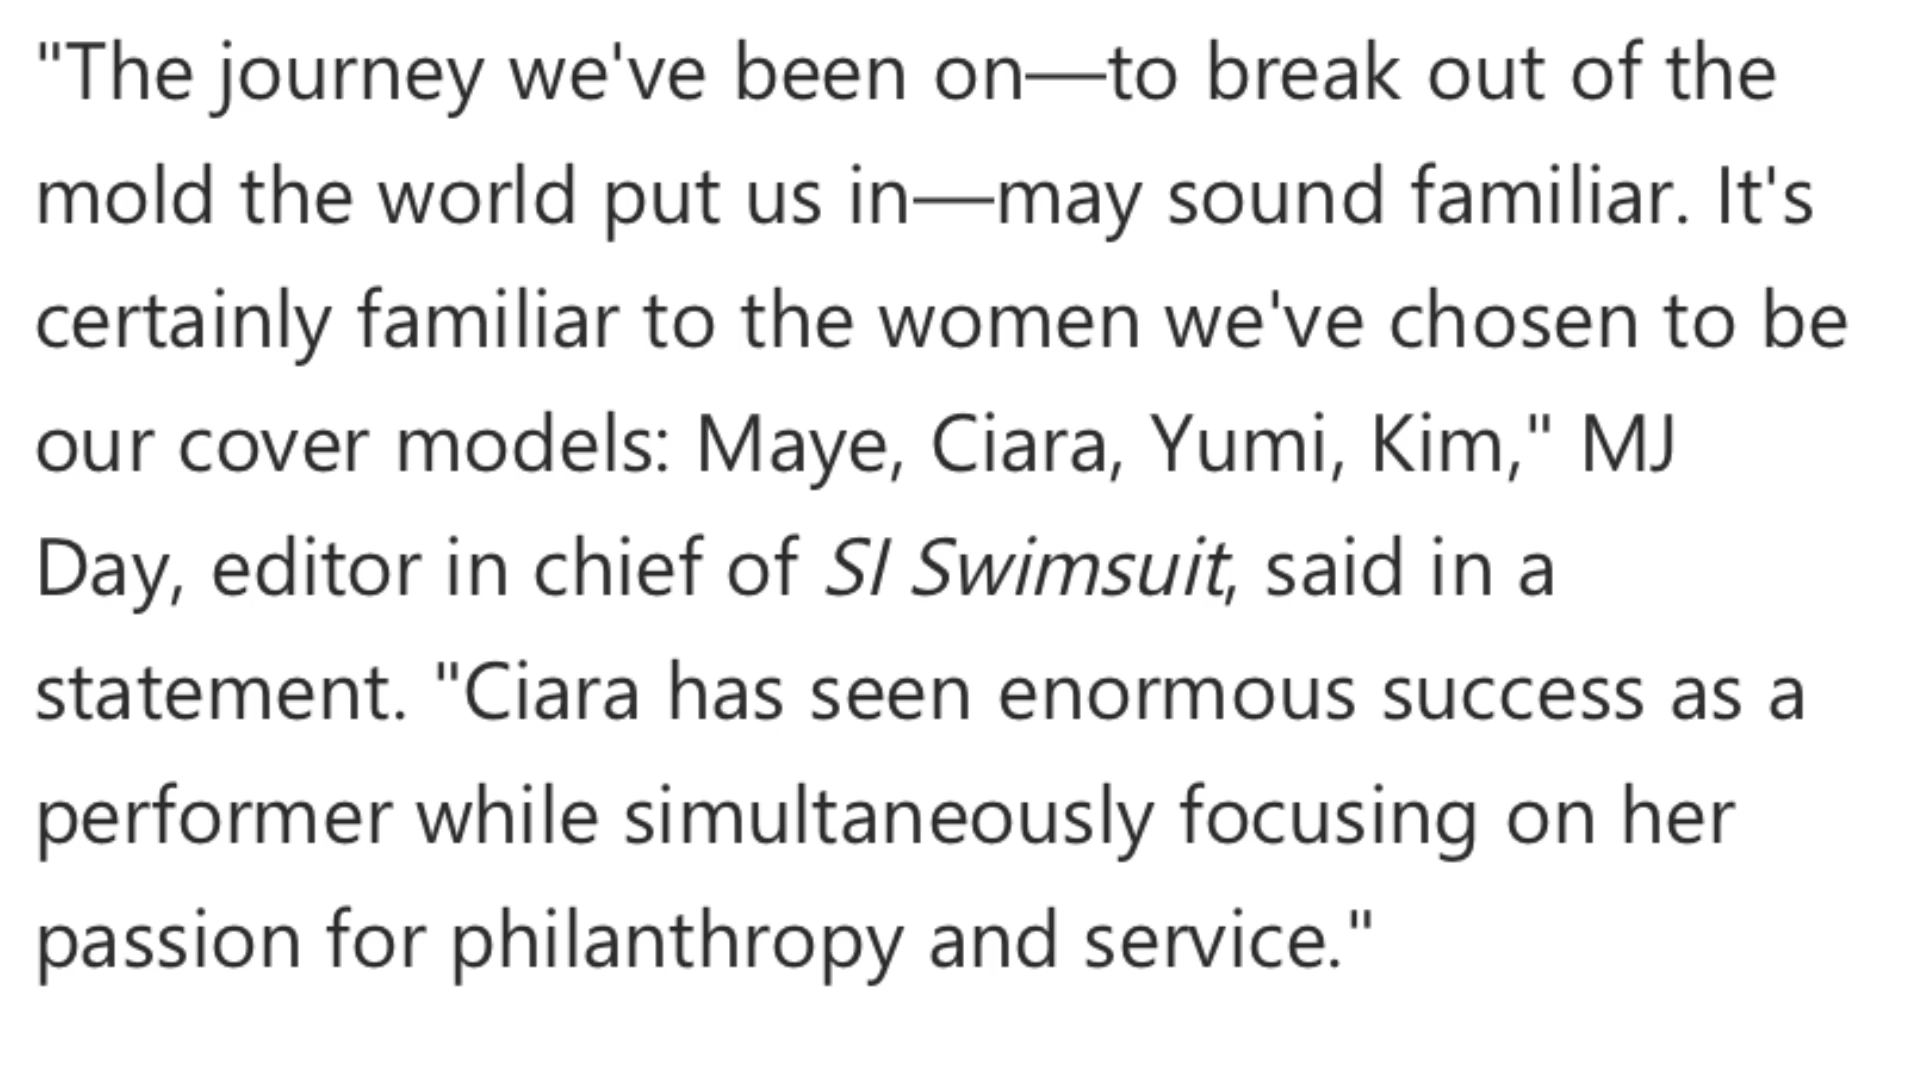 "The journey we've been on—to break out of the
mold the world put us in—may sound familiar. It's
certainly familiar to the women we've chosen to be
our cover models: Maye, Ciara, Yumi, Kim," MJ
Day, editor in chief of SI Swimsuit, said in a
statement. "Ciara has seen enormous success as a
performer while simultaneously focusing on her
passion for philanthropy and service."